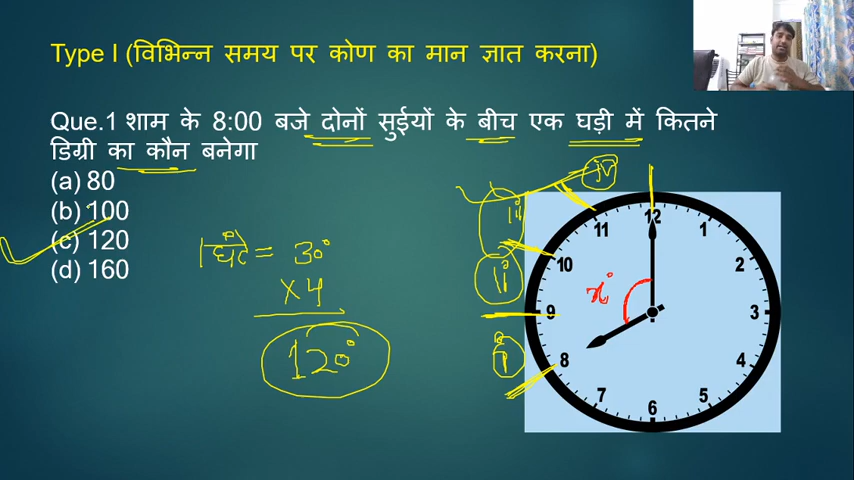 Type I (विभिन्न समय पर कोण का मान ज्ञात करना)
Que.1 शाम के 8:00 बजे दोनों सुईयों के बीच एक घड़ी में कितने
डिग्री का कौन बनेगा
(a) 80
(b) 100
(c) 120
(d) 160
1 घंटे = 30°
X 4
120°
x°
i
ii
iii
iv
12
1
2
3
4
5
6
7
8
9
10
11